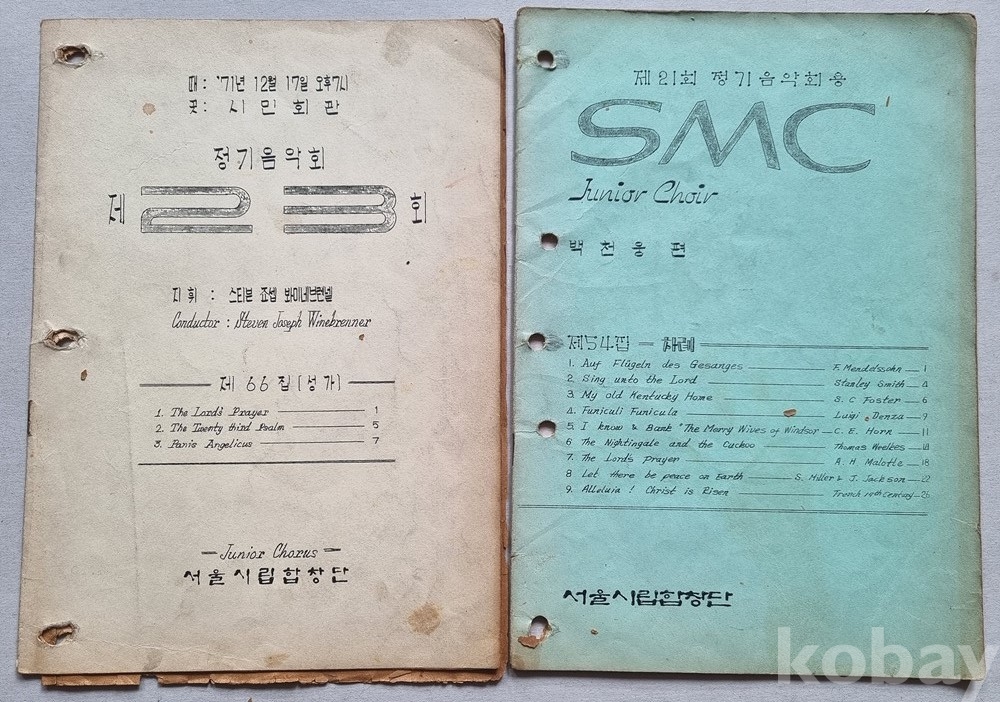 때 : '71년 12월 17일 오후7시
곳 : 시 민 회 관
정기음악회
제 23 회
지 휘 : 스티븐 죠셉 와이네브렌넬
Conductor : Steven Joseph Winebrenner
제 66 집 [성가]
1. The Lord's Prayer 1
2. The Twenty third Psalm 5
3. Panis Angelicus 7
Junior Chorus
서울시립합창단
제21회 정기음악회용
SMC
Junior Choir
백 천 웅 편
제54집 - 차례
1. Auf Flügeln des Gesanges F. Mendelssohn 1
2. Sing unto the Lord Stanley Smith 4
3. My old Kentucky Home S. C Foster 6
4. Funiculi Funicula Luigi Denza 9
5. I know a Bank "The Merry Wives of Windsor C. E. Horn 11
6 The Nightingale and the Cuckoo Thomas Weelkes
7. The Lord's Prayer A. H Malotte 18
8 Let there be peace on Earth S. Miller & J. Jackson 22
9. Alleluia ! Christ is Risen French Century 26
서울시립합창단
kobay